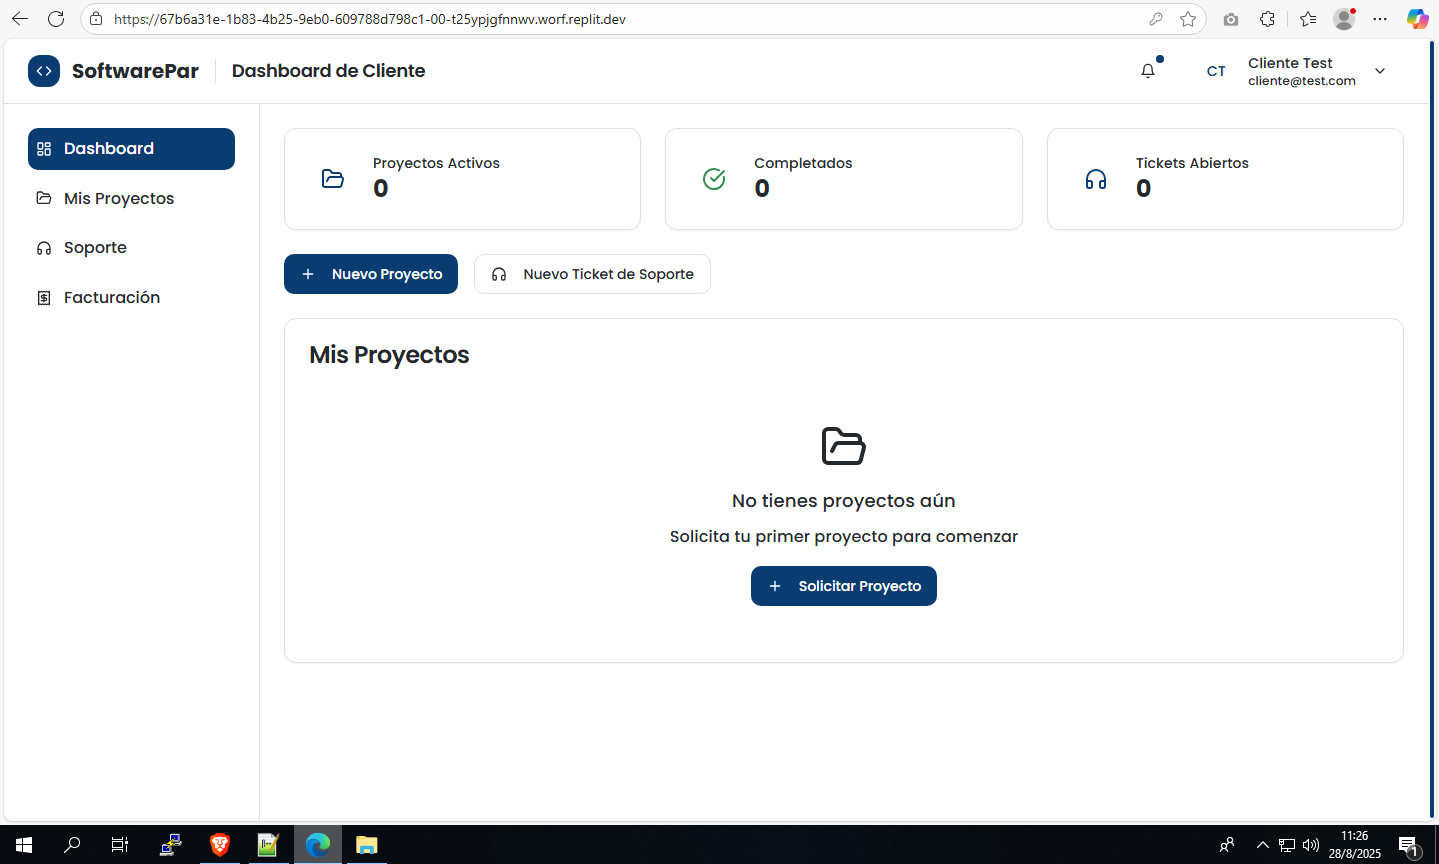 https://67b6a31e-1b83-4b25-9eb0-609788d798c1-00-t25ypjgfnnwv.worf.replit.dev
SoftwarePar
Dashboard de Cliente
CT
Cliente Test
cliente@test.com
Dashboard
Mis Proyectos
Soporte
Facturación
Proyectos Activos
0
Completados
0
Tickets Abiertos
0
Nuevo Proyecto
Nuevo Ticket de Soporte
Mis Proyectos
No tienes proyectos aún
Solicita tu primer proyecto para comenzar
Solicitar Proyecto
11:26
28/8/2025
1